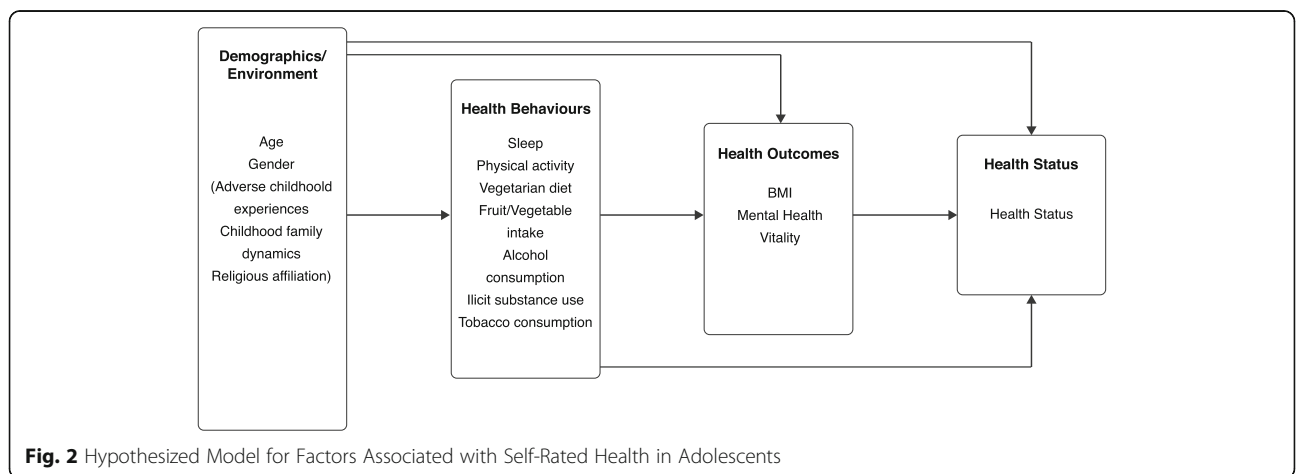 Demographics/
Environment
Age
Gender
(Adverse childhoold
experiences
Childhood family
dynamics
Religious affiliation)
Health Behaviours
Sleep
Physical activity
Vegetarian diet
Fruit/Vegetable
intake
Alcohol
consumption
Ilicit substance use
Tobacco consumption
Health Outcomes
BMI
Mental Health
Vitality
Health Status
Health Status
Fig. 2 Hypothesized Model for Factors Associated with Self-Rated Health in Adolescents